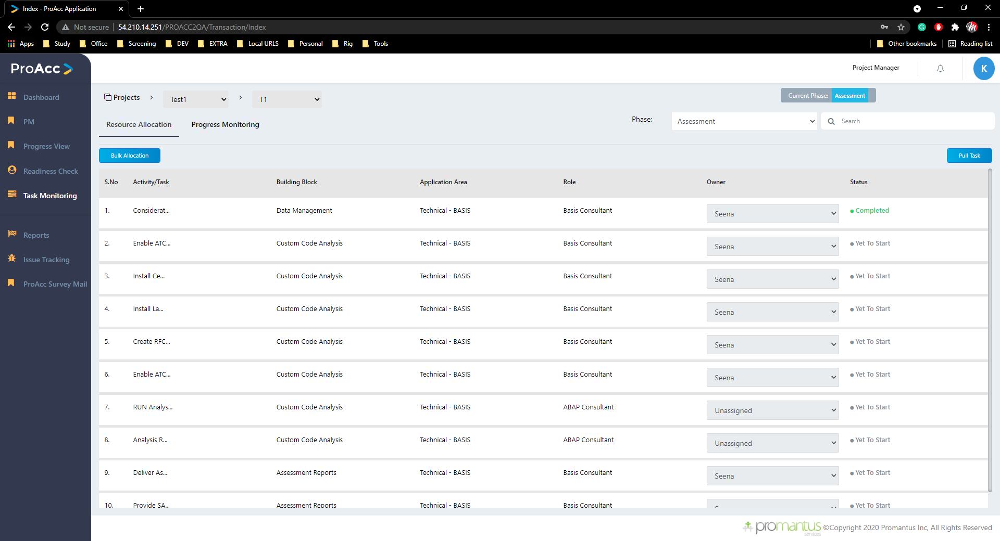 Index - ProAcc Application
Not secure 54.210.14.251/PROACC2QA/Transaction/Index
Apps Study Office Screening DEV EXTRA Local URLS Personal Rig Tools Other bookmarks Reading list
ProAcc
Project Manager
K
Dashboard
PM
Progress View
Readiness Check
Task Monitoring
Reports
Issue Tracking
ProAcc Survey Mail
Projects > Test1 > T1
Current Phase: Assessment
Resource Allocation Progress Monitoring
Phase: Assessment Search
Bulk Allocation Pull Task
S.No Activity/Task Building Block Application Area Role Owner Status
1. Considerat... Data Management Technical - BASIS Basis Consultant Seena Completed
2. Enable ATC... Custom Code Analysis Technical - BASIS Basis Consultant Seena Yet To Start
3. Install Ce... Custom Code Analysis Technical - BASIS Basis Consultant Seena Yet To Start
4. Install La... Custom Code Analysis Technical - BASIS Basis Consultant Seena Yet To Start
5. Create RFC... Custom Code Analysis Technical - BASIS Basis Consultant Seena Yet To Start
6. Enable ATC... Custom Code Analysis Technical - BASIS Basis Consultant Seena Yet To Start
7. RUN Analys... Custom Code Analysis Technical - BASIS ABAP Consultant Unassigned Yet To Start
8. Analysis R... Custom Code Analysis Technical - BASIS ABAP Consultant Unassigned Yet To Start
9. Deliver As... Assessment Reports Technical - BASIS Basis Consultant Seena Yet To Start
10. Provide SA... Assessment Reports Technical - BASIS Basis Consultant Yet To Start
promantus services ©Copyright 2020 Promantus Inc, All Rights Reserved